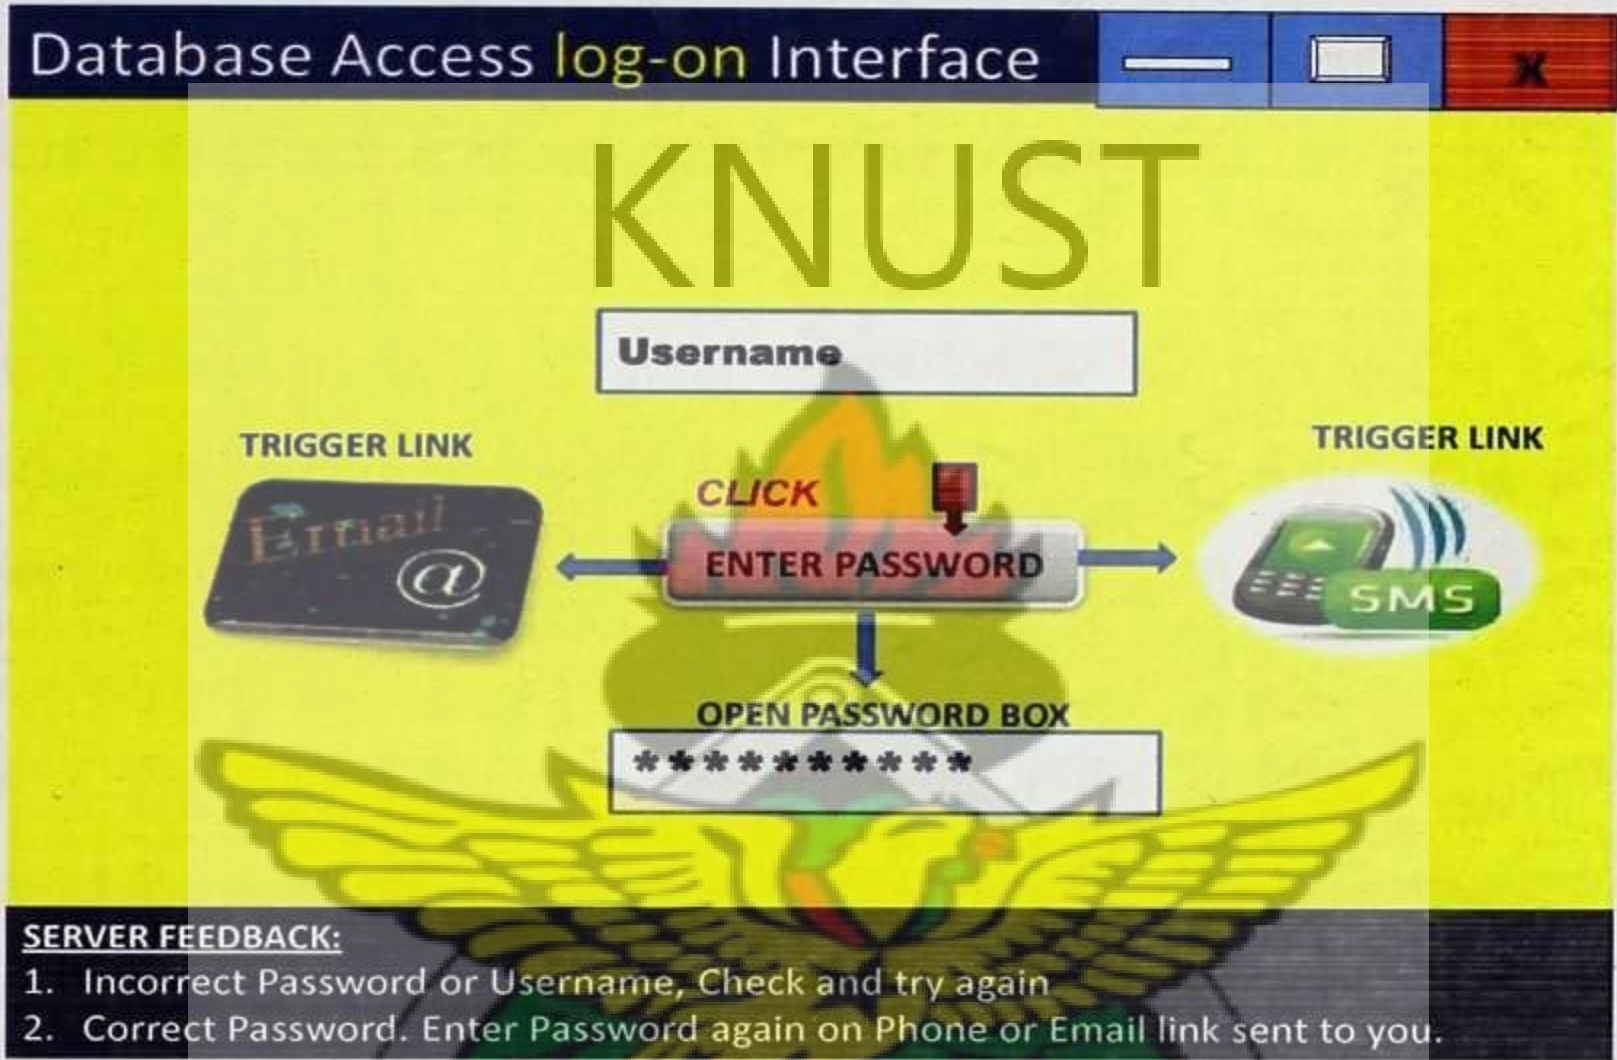 Database Access log-on Interface
X
KNUST
Username
TRIGGER LINK
TRIGGER LINK
Email
@
CLICK
ENTER PASSWORD
SMS
OPEN PASSWORD BOX
**********
SERVER FEEDBACK:
1. Incorrect Password or Username, Check and try again
2. Correct Password. Enter Password again on Phone or Email link sent to you.